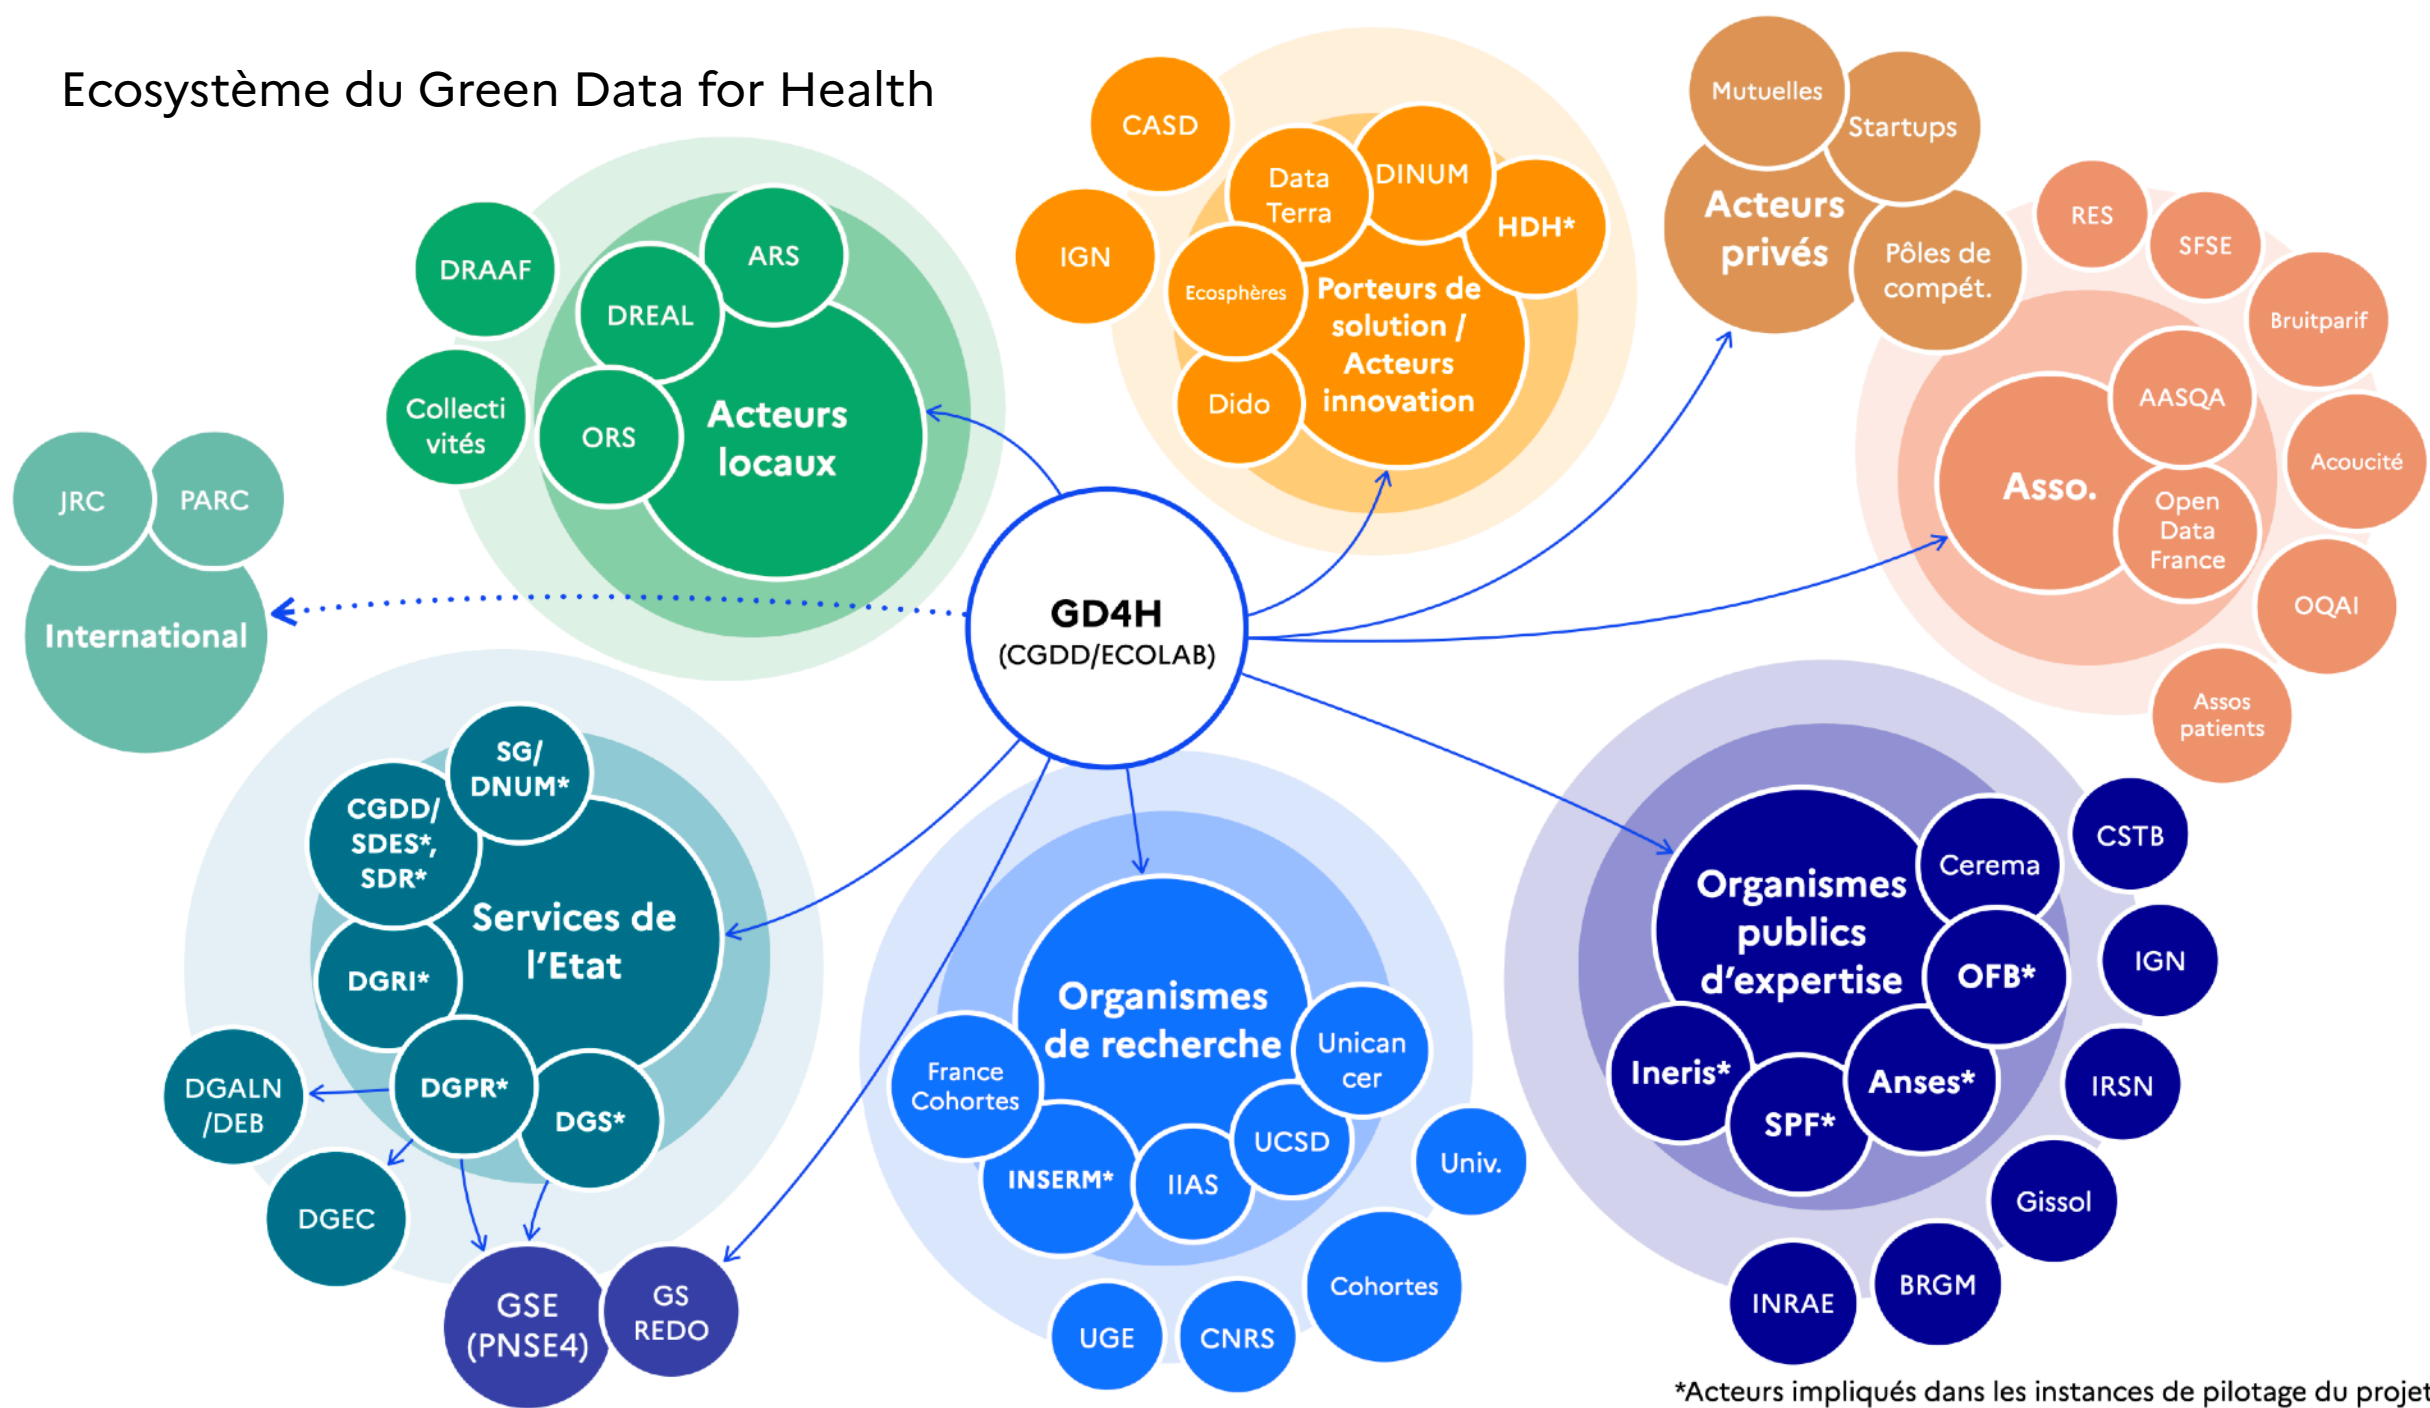 Ecosystème du Green Data for Health
DRAAF
Collecti
vités
DREAL
ARS
ORS
Acteurs
locaux
CASD
IGN
Data
Terra
DINUM
HDH*
Ecosphères
Dido
Porteurs de
solution /
Acteurs
innovation
Mutuelles
Startups
Acteurs
privés
Pôles de
compét.
RES
SFSE
Bruitparif
AASQA
Acoucité
Asso.
Open
Data
France
OQAI
Assos
patients
JRC
PARC
International
GD4H
(CGDD/ECOLAB)
SG/
DNUM*
CGDD/
SDES*,
SDR*
Services de
l'Etat
DGRI*
DGPR*
DGS*
DGALN
/DEB
DGEC
GSE
(PNSE4)
GS
REDO
Organismes
de recherche
France
Cohortes
Unican
cer
INSERM*
IIAS
UCSD
Univ.
Cohortes
UGE
CNRS
Organismes
publics
d'expertise
Cerema
OFB*
Ineris*
SPF*
Anses*
CSTB
IGN
IRSN
Gissol
BRGM
INRAE
*Acteurs impliqués dans les instances de pilotage du projet